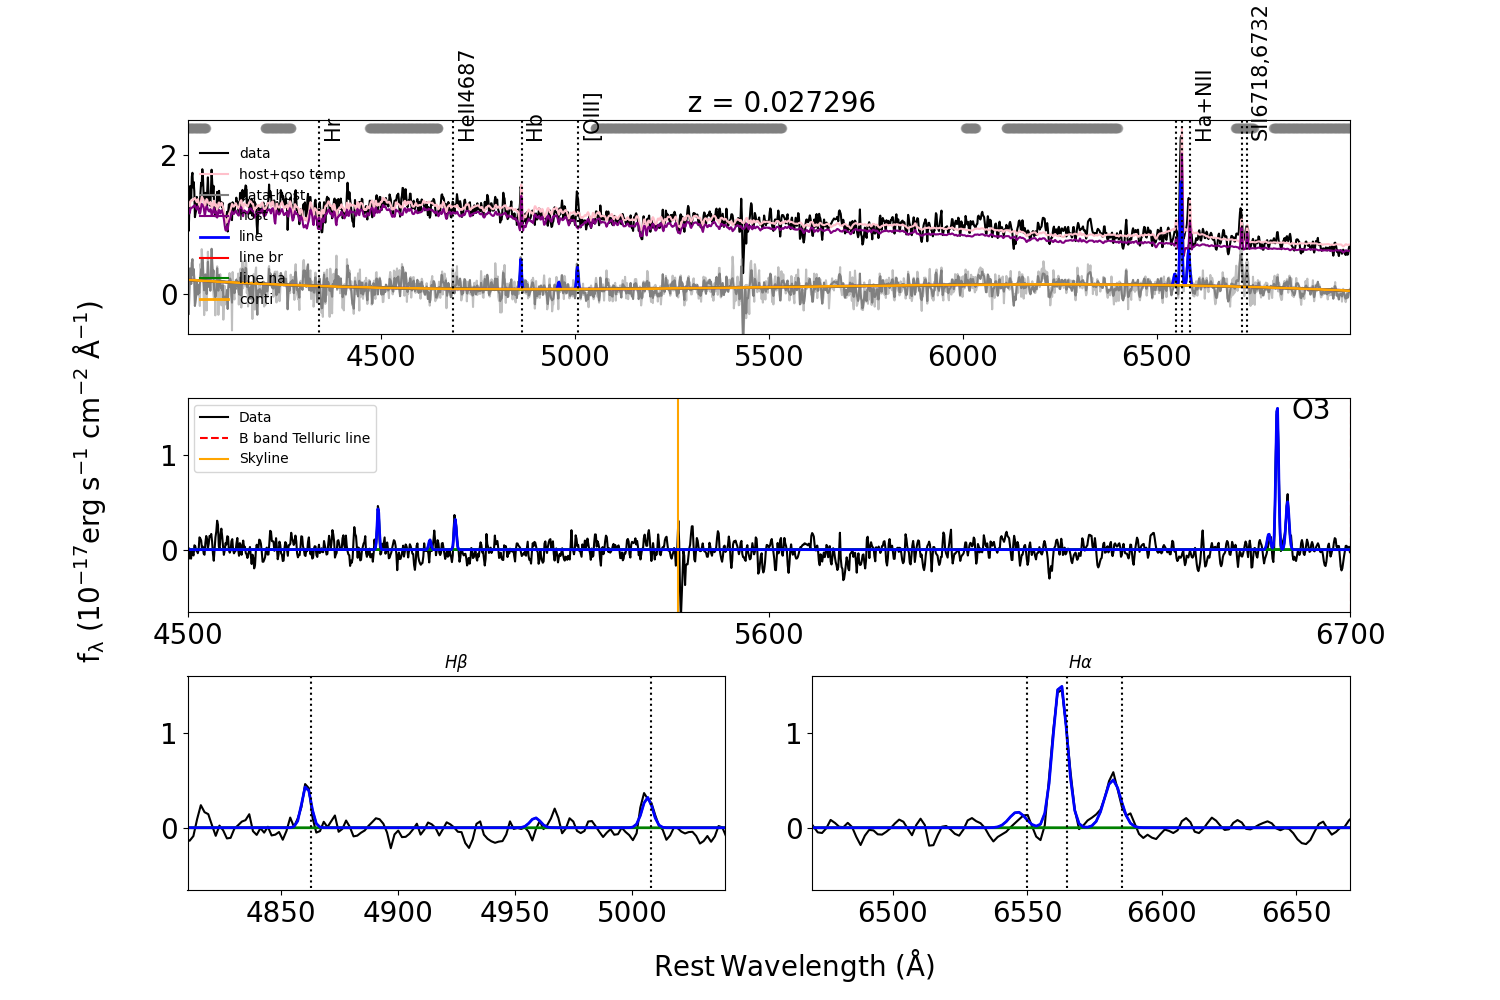 Hr
HeII4687
Hb
[OIII]
Ha+NII
SII6718,6732
z = 0.027296
data
host+qso temp
data-host
host
line
line br
line na
conti
2
0
4500
5000
5500
6000
6500
Data
B band Telluric line
Skyline
O3
1
0
4500
5600
6700
Hβ
1
0
4850
4900
4950
5000
Hα
1
0
6500
6550
6600
6650
f_λ (10⁻¹⁷erg s⁻¹ cm⁻² Å⁻¹)
Rest Wavelength (Å)